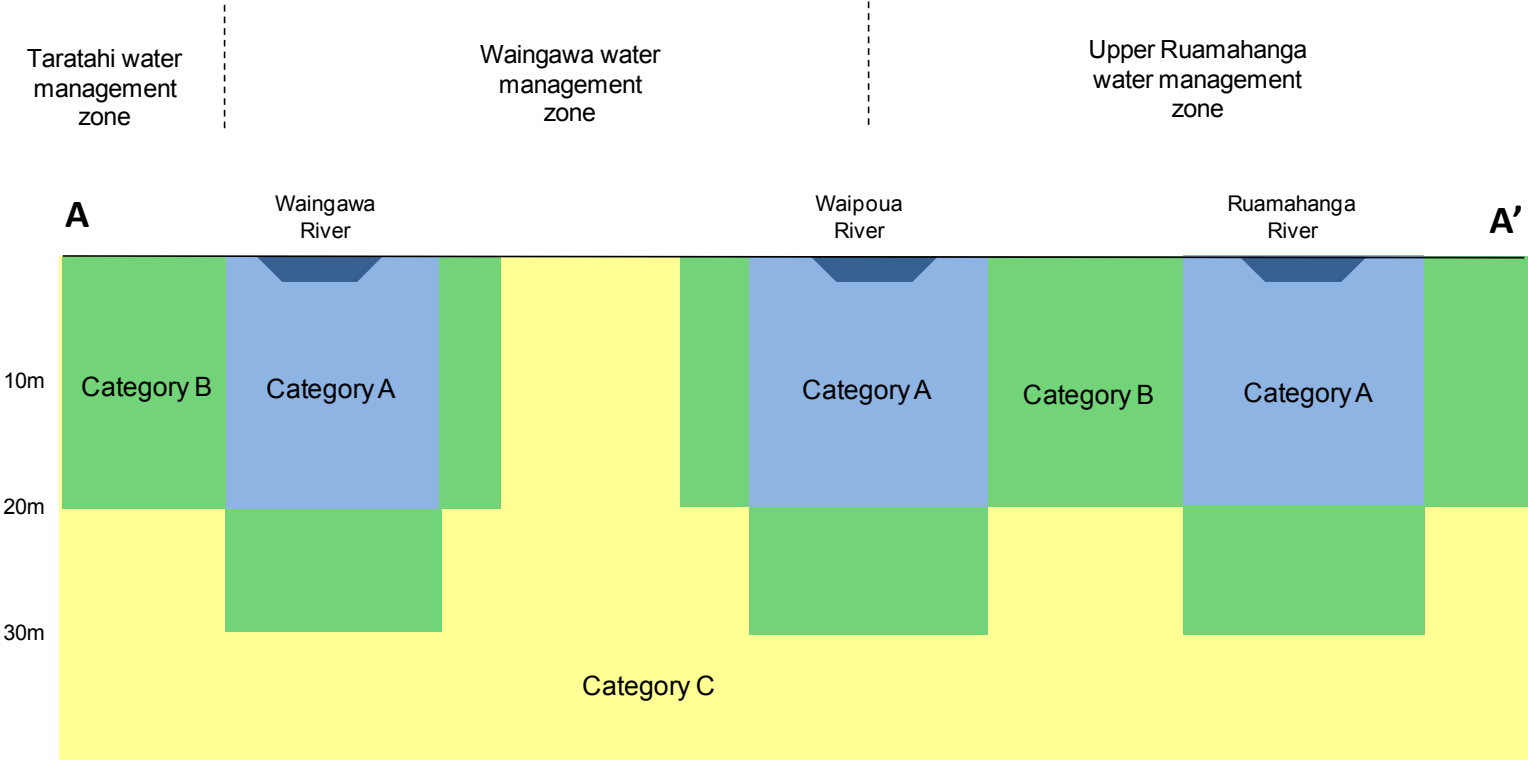 Taratahi water
management
zone
Waingawa water
management
zone
Upper Ruamahanga
water management
zone
A
Waingawa
River
Waipoua
River
Ruamahanga
River
A’
10m
20m
30m
Category B
Category A
Category A
Category B
Category A
Category C